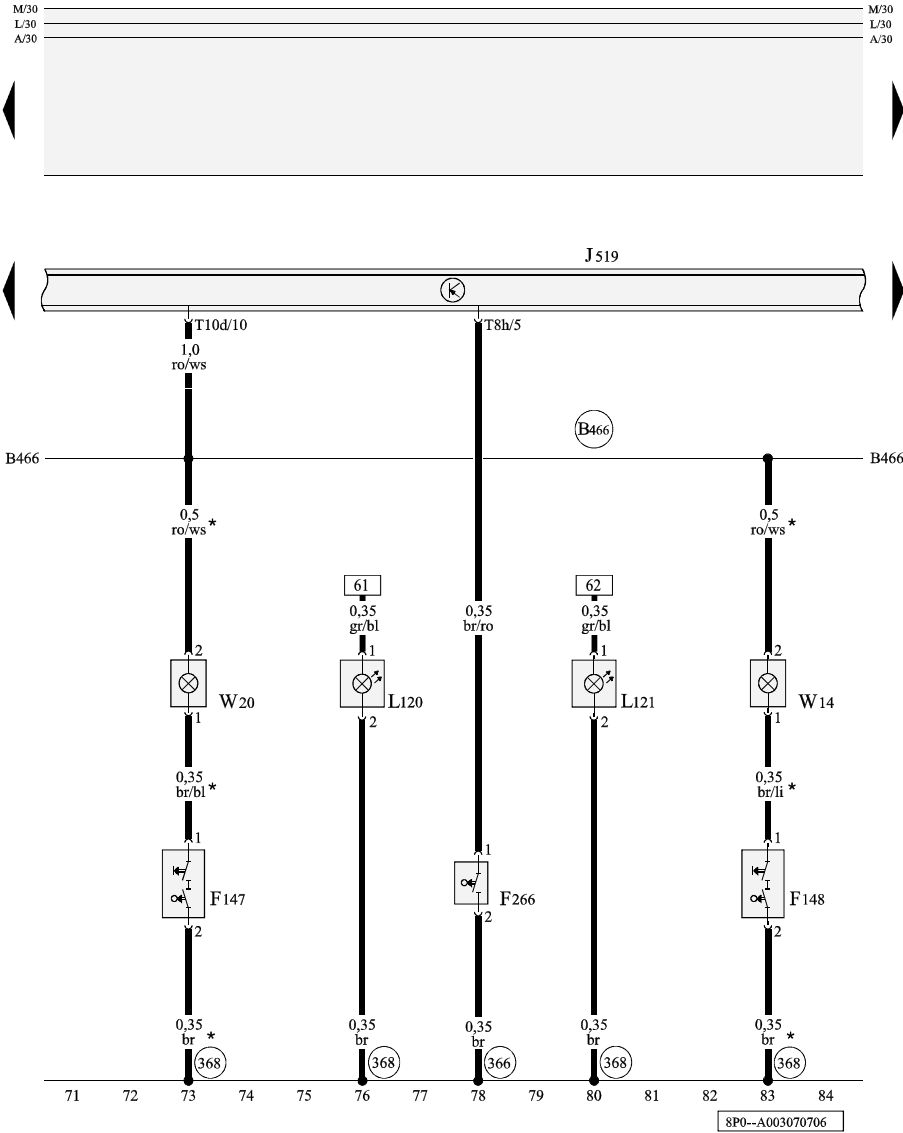 M/30 M/30
L/30 L/30
A/30 A/30
J519
T10d/10 T8h/5
1,0
ro/ws
B466
B466 B466
0,5 0,5
ro/ws* ro/ws*
61 62
0,35 0,35 0,35
gr/bl br/ro gr/bl
2 1 1 2
W20 L120 L121 W14
1 2 2 1
0,35 0,35
br/bl* br/li*
1 1 1
F147 F266 F148
2 2 2
0,35 0,35 0,35 0,35 0,35
br * br br br br *
368 368 366 368 368
71 72 73 74 75 76 77 78 79 80 81 82 83 84
8P0--A003070706